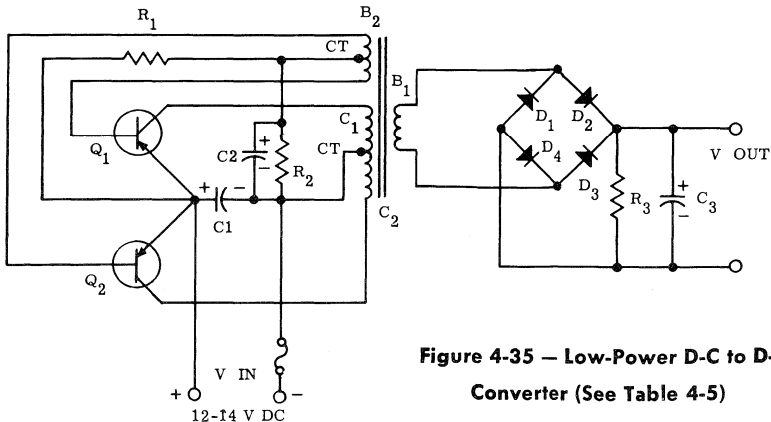 R1
B2
CT
B1
C1
CT
C2
R2
Q1
+
−
C1
+
−
C2
Q2
D1
D2
D4
D3
R3
+
−
C3
V OUT
V IN
+
−
12-14 V DC
Figure 4-35 — Low-Power D-C to D-
Converter (See Table 4-5)